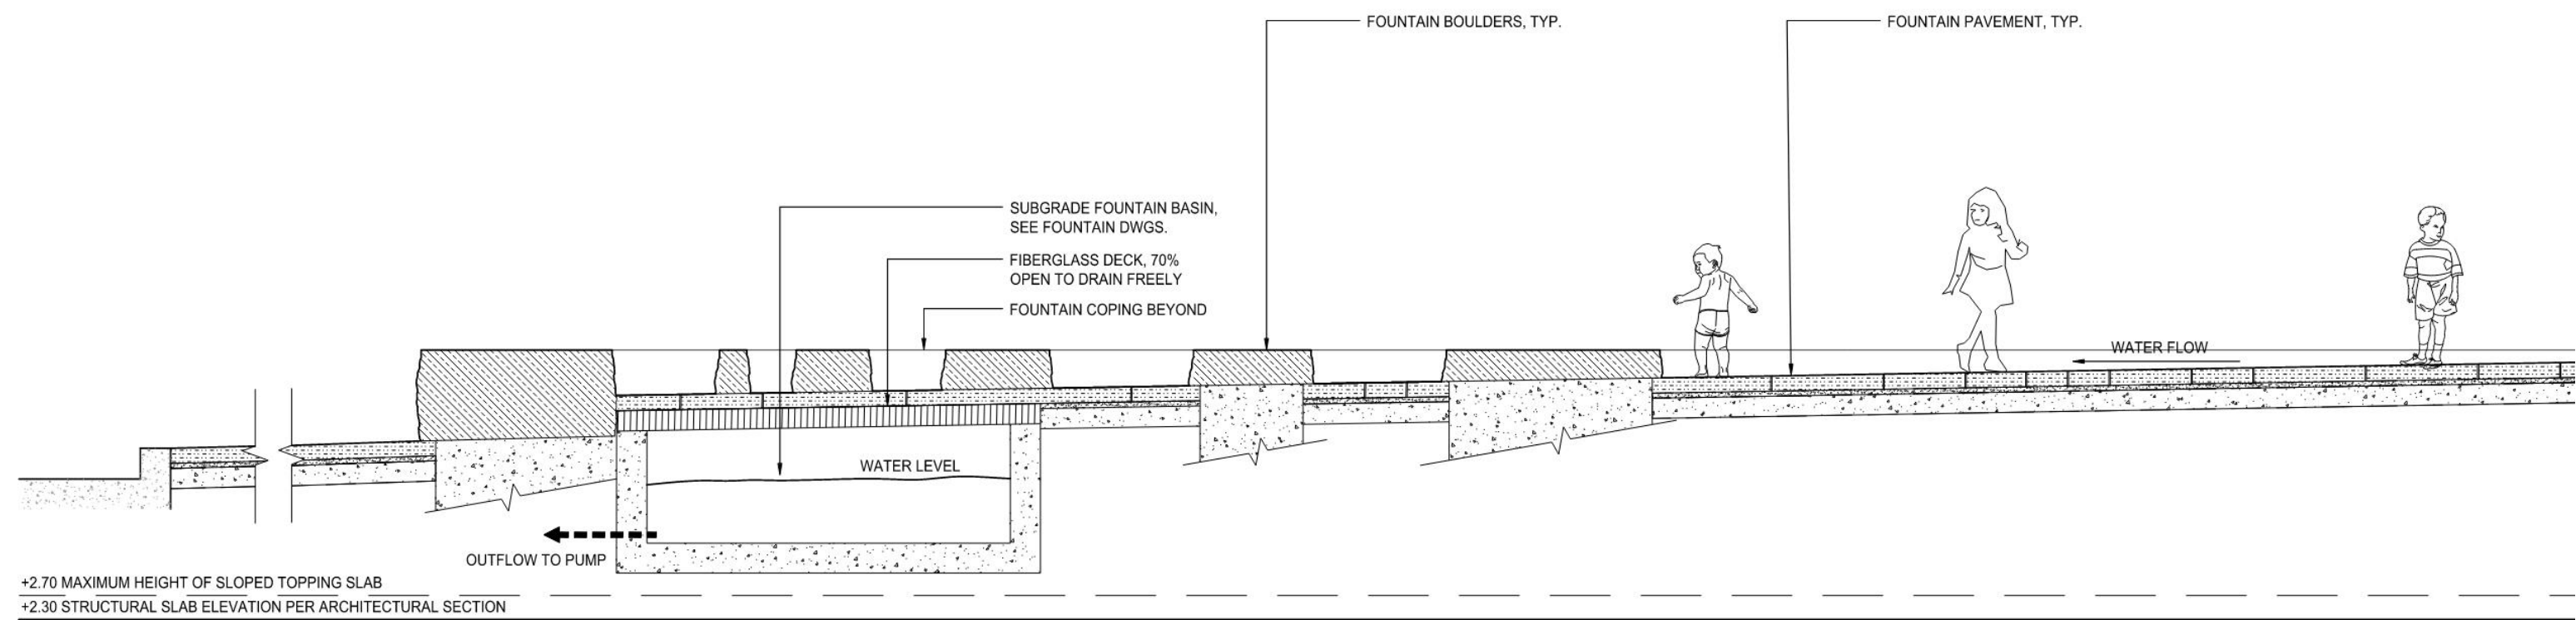 FOUNTAIN BOULDERS, TYP.
FOUNTAIN PAVEMENT, TYP.
SUBGRADE FOUNTAIN BASIN,
SEE FOUNTAIN DWGS.
FIBERGLASS DECK, 70%
OPEN TO DRAIN FREELY
FOUNTAIN COPING BEYOND
WATER FLOW
WATER LEVEL
OUTFLOW TO PUMP
+2.70 MAXIMUM HEIGHT OF SLOPED TOPPING SLAB
+2.30 STRUCTURAL SLAB ELEVATION PER ARCHITECTURAL SECTION